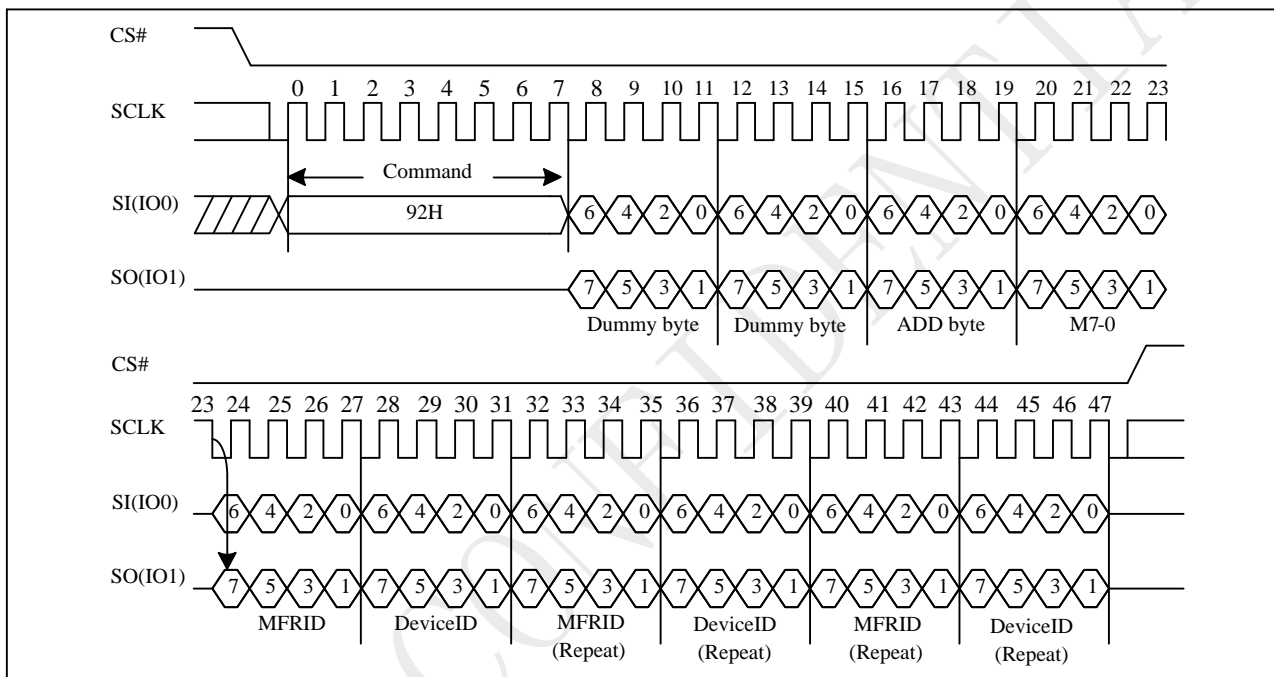 CS#
0 1 2 3 4 5 6 7 8 9 10 11 12 13 14 15 16 17 18 19 20 21 22 23
SCLK
Command
SI(IO0)
92H
6 4 2 0 6 4 2 0 6 4 2 0 6 4 2 0
SO(IO1)
7 5 3 1 7 5 3 1 7 5 3 1 7 5 3 1
Dummy byte Dummy byte ADD byte M7-0
CS#
23 24 25 26 27 28 29 30 31 32 33 34 35 36 37 38 39 40 41 42 43 44 45 46 47
SCLK
SI(IO0)
6 4 2 0 6 4 2 0 6 4 2 0 6 4 2 0 6 4 2 0 6 4 2 0
SO(IO1)
7 5 3 1 7 5 3 1 7 5 3 1 7 5 3 1 7 5 3 1 7 5 3 1
MFRID DeviceID MFRID DeviceID MFRID DeviceID
(Repeat) (Repeat) (Repeat) (Repeat)